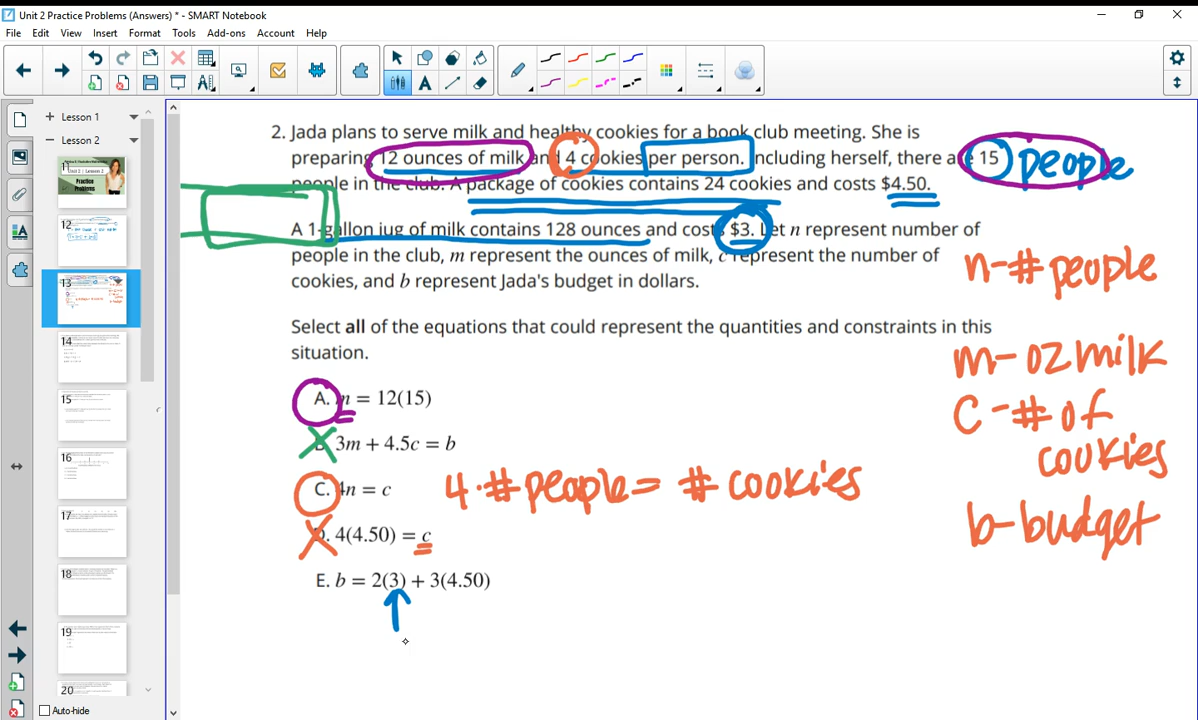 Unit 2 Practice Problems (Answers) * - SMART Notebook
File Edit View Insert Format Tools Add-ons Account Help
Lesson 1
Lesson 2
11
Unit 2 Lesson 2
Practice
Problems
12
13
14
15
16
17
18
19
20
Auto-hide
2. Jada plans to serve milk and healthy cookies for a book club meeting. She is
preparing 12 ounces of milk and 4 cookies per person. Including herself, there are 15 people
people in the club. A package of cookies contains 24 cookies and costs $4.50.
A 1-gallon jug of milk contains 128 ounces and costs $3. Let n represent number of
people in the club, m represent the ounces of milk, c represent the number of
cookies, and b represent Jada's budget in dollars.
n-# people
Select all of the equations that could represent the quantities and constraints in this
situation.
m- oz milk
A. m = 12(15)
c -# of
cookies
B. 3m + 4.5c = b
C. 4n = c 4·# people = # cookies
b-budget
D. 4(4.50) = c
E. b = 2(3) + 3(4.50)